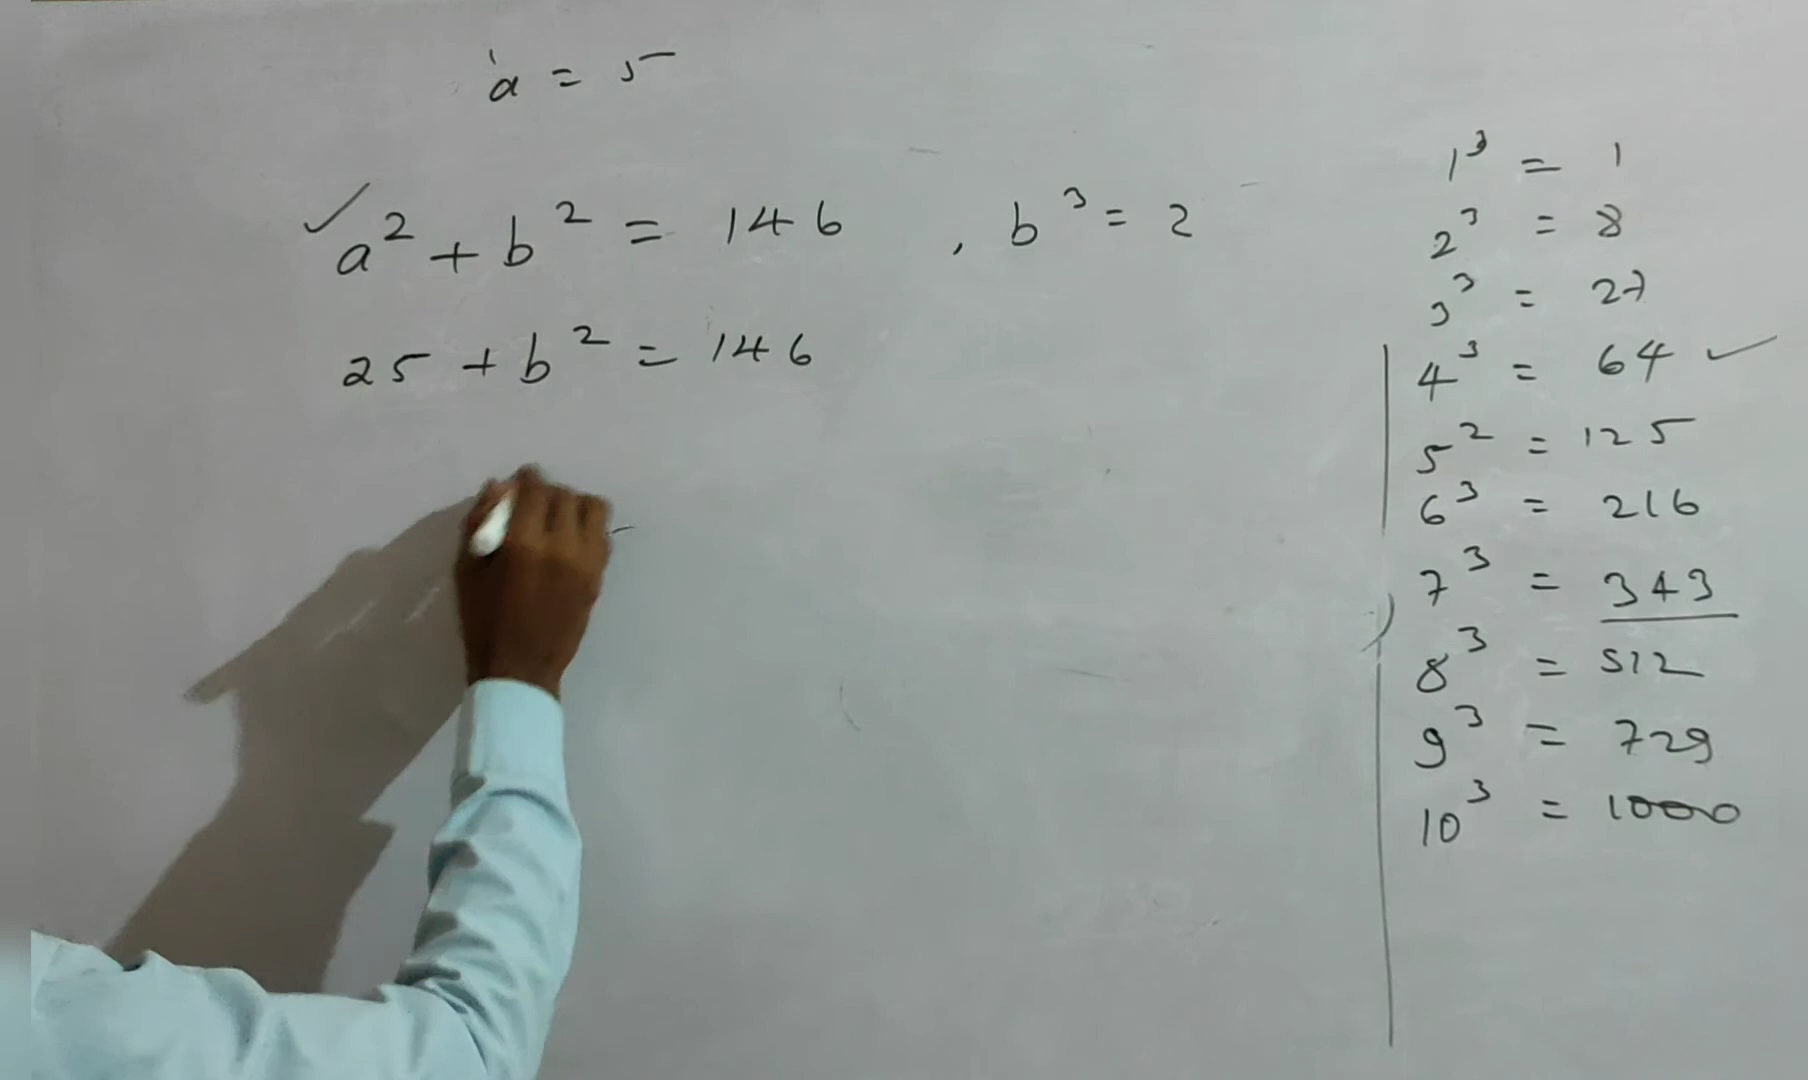 a = 5
✓ a² + b² = 146 , b³ = 2
25 + b² = 146
1³ = 1
2³ = 8
3³ = 27
4³ = 64 ✓
5² = 125
6³ = 216
7³ = 343
8³ = 512
9³ = 729
10³ = 1000